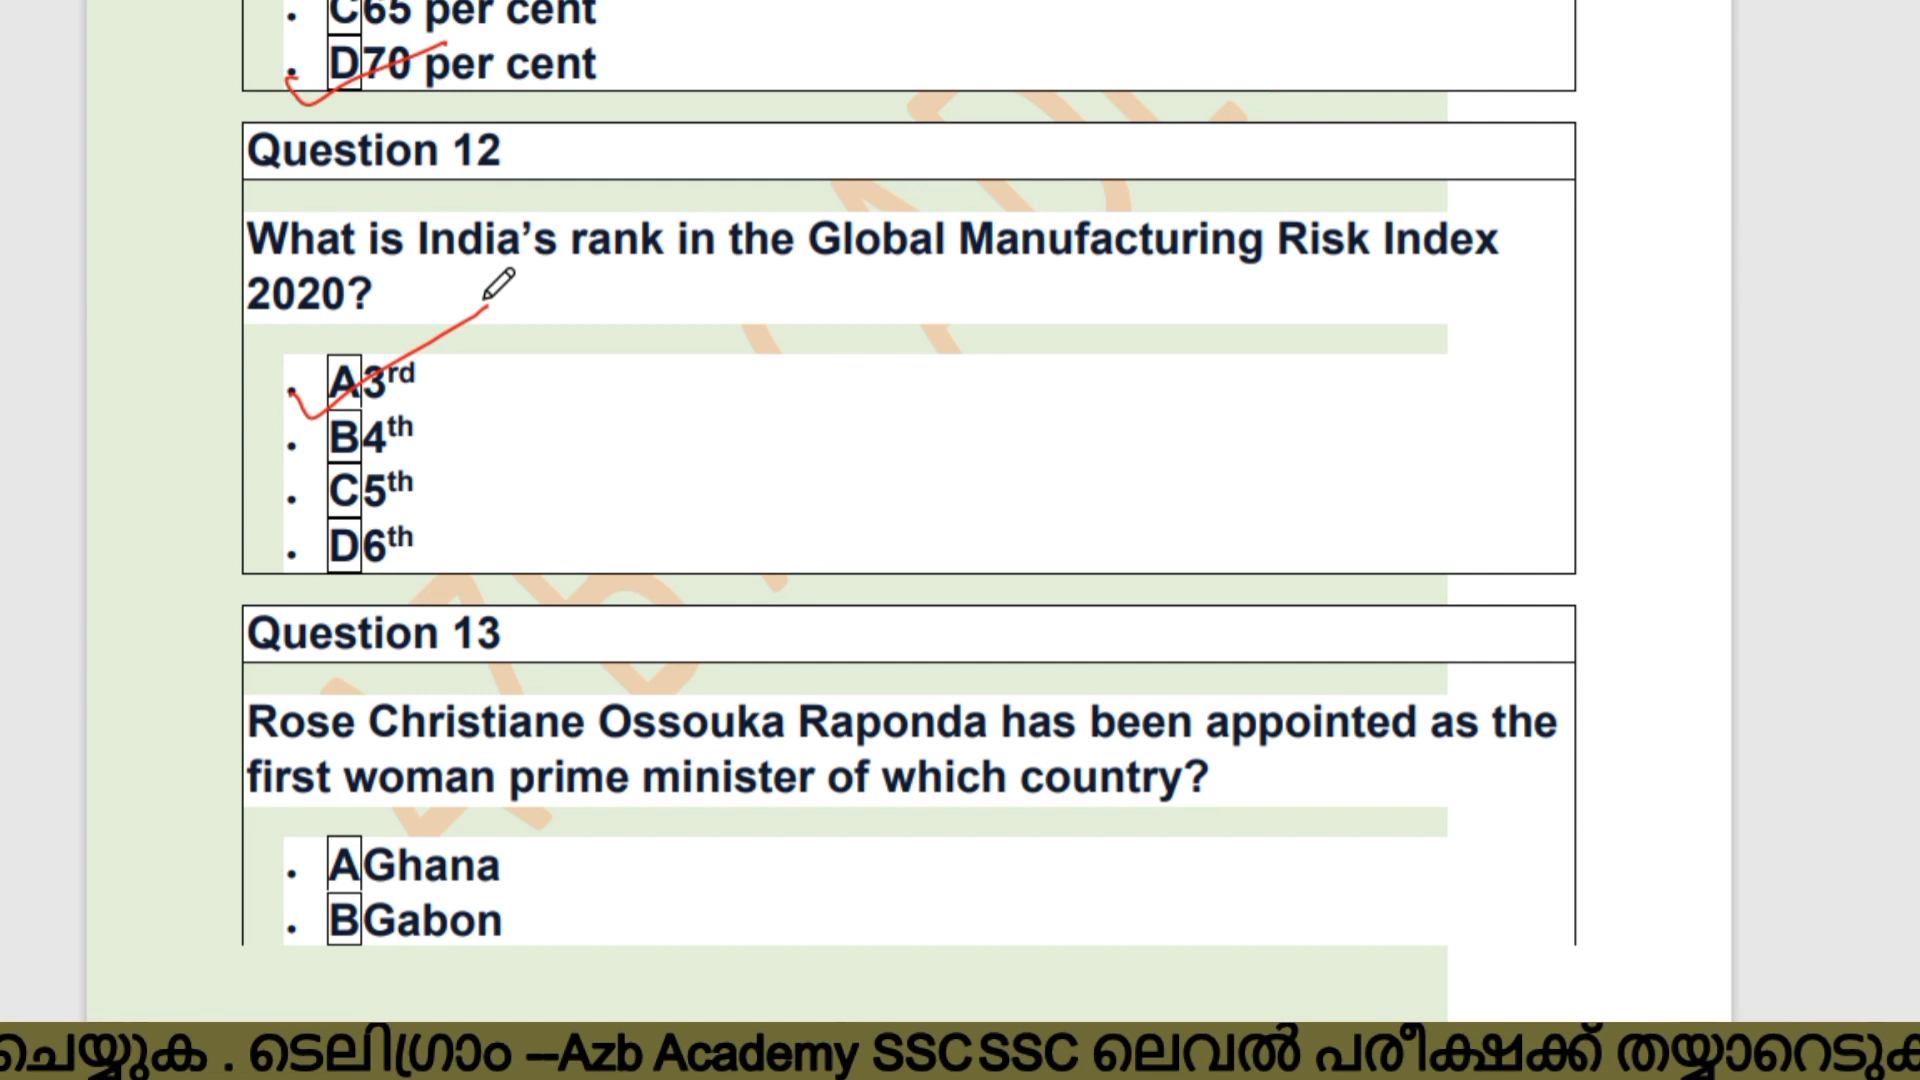 . C65 per cent
. D70 per cent
Question 12
What is India’s rank in the Global Manufacturing Risk Index
2020?
. A3rd
. B4th
. C5th
. D6th
Question 13
Rose Christiane Ossouka Raponda has been appointed as the
first woman prime minister of which country?
. AGhana
. BGabon
ചെയ്യുക . ടെലിഗ്രാം –Azb Academy SSC SSC ലെവൽ പരീക്ഷക്ക് തയ്യാറെടുക